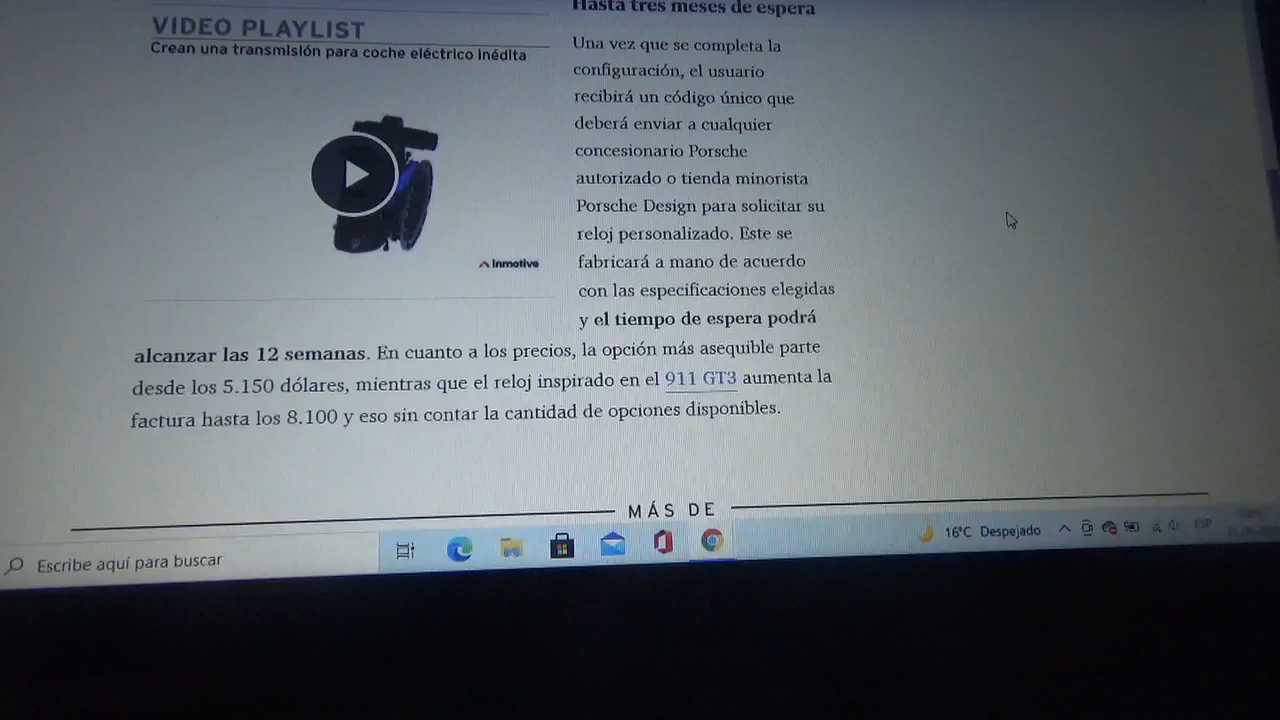 VIDEO PLAYLIST
Crean una transmisión para coche eléctrico inédita
Inmotive
Hasta tres meses de espera
Una vez que se completa la
configuración, el usuario
recibirá un código único que
deberá enviar a cualquier
concesionario Porsche
autorizado o tienda minorista
Porsche Design para solicitar su
reloj personalizado. Este se
fabricará a mano de acuerdo
con las especificaciones elegidas
y el tiempo de espera podrá
alcanzar las 12 semanas. En cuanto a los precios, la opción más asequible parte
desde los 5.150 dólares, mientras que el reloj inspirado en el 911 GT3 aumenta la
factura hasta los 8.100 y eso sin contar la cantidad de opciones disponibles.
MÁS DE
Escribe aquí para buscar
16°C Despejado
ESP